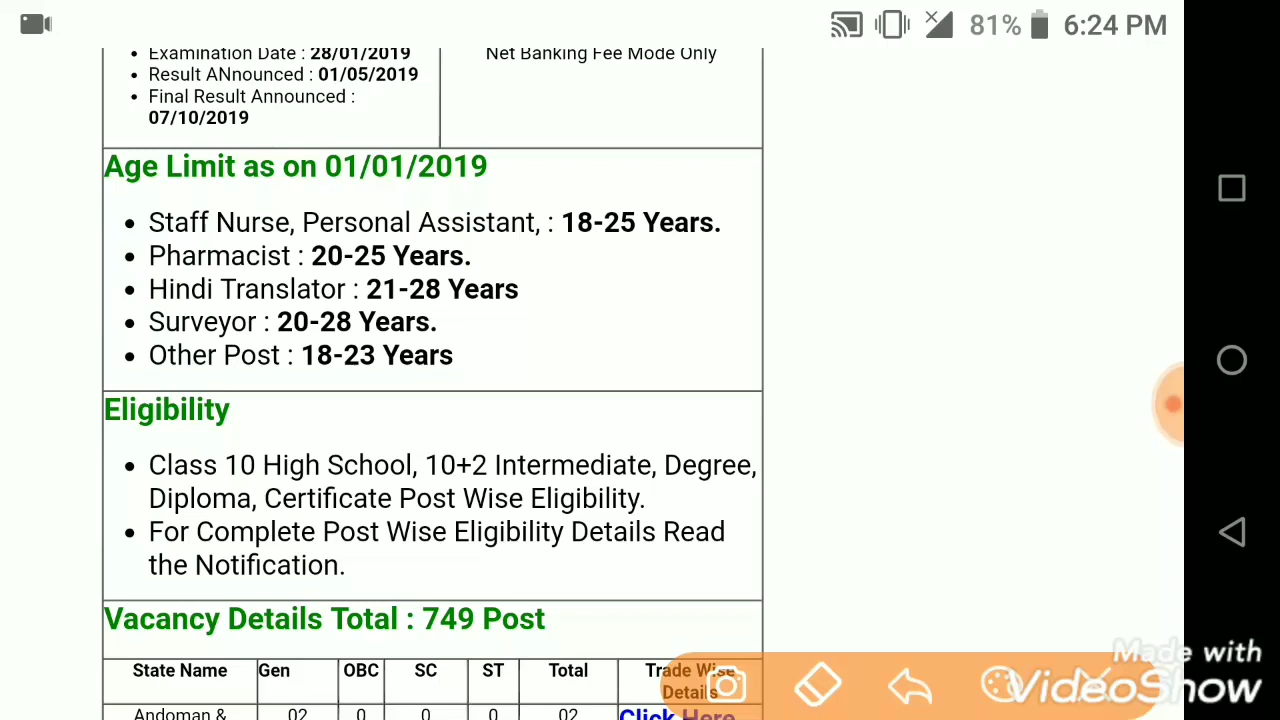 81% 6:24 PM
• Examination Date : 28/01/2019
• Result ANnounced : 01/05/2019
• Final Result Announced :
07/10/2019
Net Banking Fee Mode Only
Age Limit as on 01/01/2019
• Staff Nurse, Personal Assistant, : 18-25 Years.
• Pharmacist : 20-25 Years.
• Hindi Translator : 21-28 Years
• Surveyor : 20-28 Years.
• Other Post : 18-23 Years
Eligibility
• Class 10 High School, 10+2 Intermediate, Degree,
Diploma, Certificate Post Wise Eligibility.
• For Complete Post Wise Eligibility Details Read
the Notification.
Vacancy Details Total : 749 Post
State Name Gen OBC SC ST Total Trade Wise
Details
Andoman & 02 0 0 0 02 Click Here
Made with
VideoShow